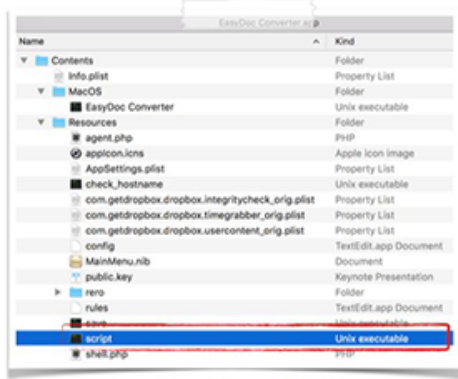 EasyDoc Converter.app
Name Kind
Contents Folder
Info.plist Property List
MacOS Folder
EasyDoc Converter Unix executable
Resources Folder
agent.php PHP
appIcon.icns Apple icon image
AppSettings.plist Property List
check_hostname Unix executable
com.getdropbox.dropbox.integritycheck_orig.plist Property List
com.getdropbox.dropbox.timegrabber_orig.plist Property List
com.getdropbox.dropbox.usercontent_orig.plist Property List
config TextEdit.app Document
MainMenu.nib Document
public.key Keynote Presentation
rero Folder
rules TextEdit.app Document
save Unix executable
script Unix executable
shell.php PHP